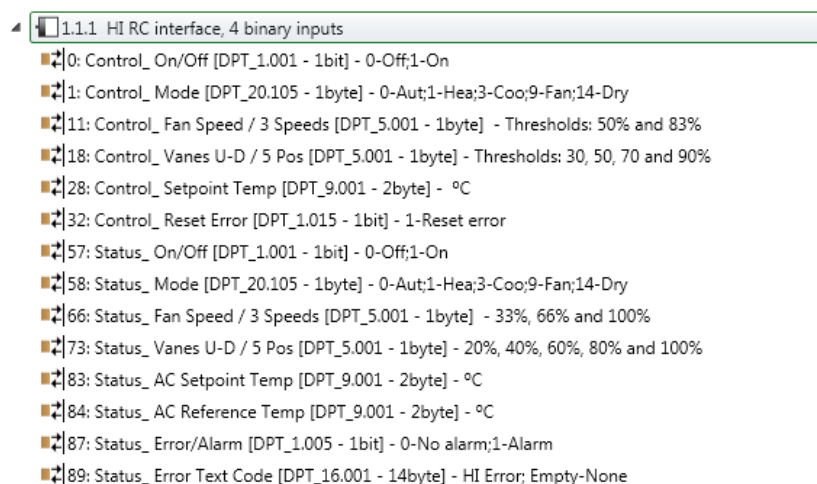 1.1.1 HI RC interface, 4 binary inputs
0: Control_ On/Off [DPT_1.001 - 1bit] - 0-Off;1-On
1: Control_ Mode [DPT_20.105 - 1byte] - 0-Aut;1-Hea;3-Coo;9-Fan;14-Dry
11: Control_ Fan Speed / 3 Speeds [DPT_5.001 - 1byte] - Thresholds: 50% and 83%
18: Control_ Vanes U-D / 5 Pos [DPT_5.001 - 1byte] - Thresholds: 30, 50, 70 and 90%
28: Control_ Setpoint Temp [DPT_9.001 - 2byte] - ºC
32: Control_ Reset Error [DPT_1.015 - 1bit] - 1-Reset error
57: Status_ On/Off [DPT_1.001 - 1bit] - 0-Off;1-On
58: Status_ Mode [DPT_20.105 - 1byte] - 0-Aut;1-Hea;3-Coo;9-Fan;14-Dry
66: Status_ Fan Speed / 3 Speeds [DPT_5.001 - 1byte] - 33%, 66% and 100%
73: Status_ Vanes U-D / 5 Pos [DPT_5.001 - 1byte] - 20%, 40%, 60%, 80% and 100%
83: Status_ AC Setpoint Temp [DPT_9.001 - 2byte] - ºC
84: Status_ AC Reference Temp [DPT_9.001 - 2byte] - ºC
87: Status_ Error/Alarm [DPT_1.005 - 1bit] - 0-No alarm;1-Alarm
89: Status_ Error Text Code [DPT_16.001 - 14byte] - HI Error; Empty-None